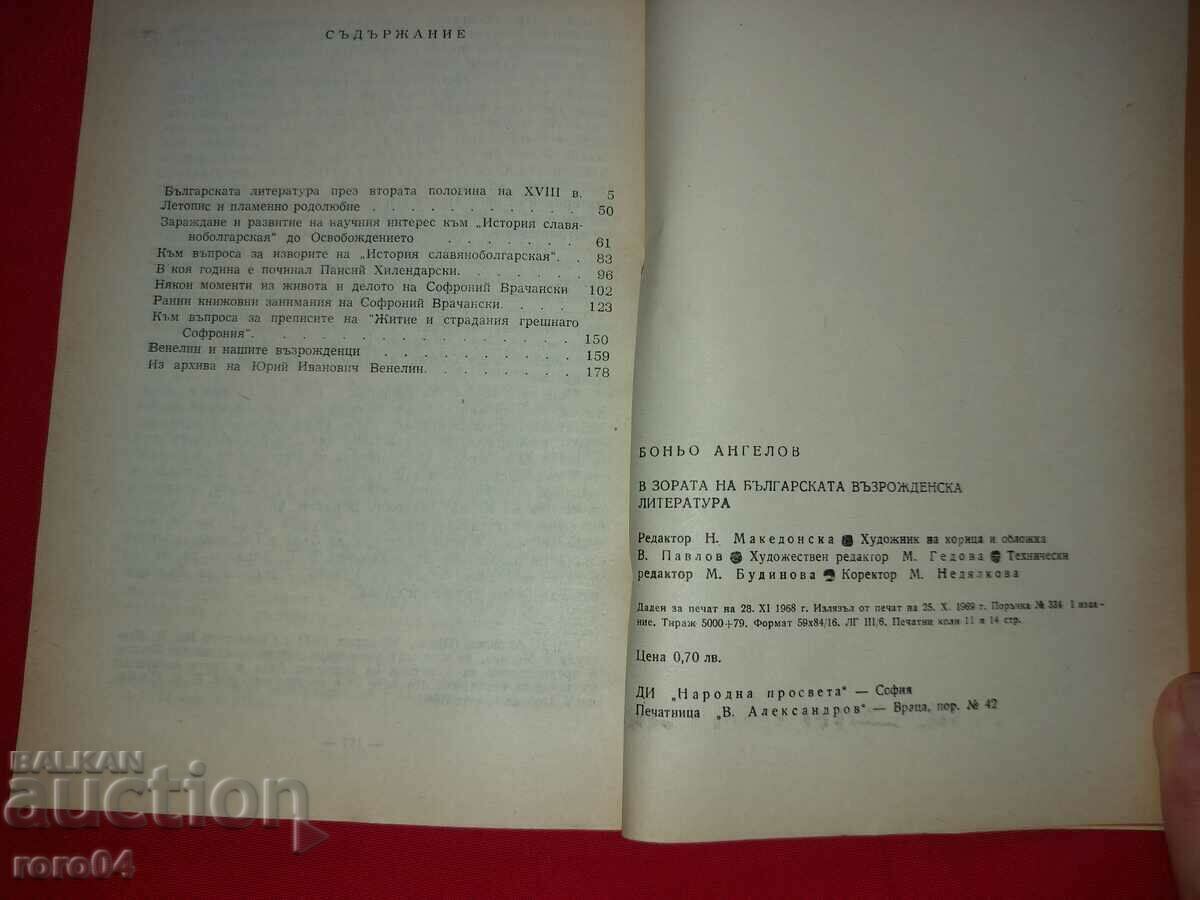 СЪДЪРЖАНИЕ
Българската литература през втората половина на XVIII в. 5
Летопис и пламенно родолюбие . . . . . . . . . . 50
Зараждане и развитие на научния интерес към „История славя-
ноболгарская“ до Освобождението . . . . . . . 61
Към въпроса за изворите на „История славяноболгарская“. . 83
В коя година е починал Паисий Хилендарски. . . . . . . 96
Някои моменти из живота и делото на Софроний Врачански 102
Ранни книжовни занимания на Софроний Врачански. . . . 123
Към въпроса за преписите на "Житие и страдания грешнаго
Софрония“. . . . . . . . . . . . . . . . 150
Венелин и нашите възрожденци . . . . . . . . . . 159
Из архива на Юрий Иванович Венелин. . . . . . . . 178
БОНЬО АНГЕЛОВ
В ЗОРАТА НА БЪЛГАРСКАТА ВЪЗРОЖДЕНСКА
ЛИТЕРАТУРА
Редактор Н. Македонска Художник на корица и обложка
В. Павлов Художествен редактор М. Гедова Технически
редактор М. Будинова Коректор М. Недялкова
Даден за печат на 28. XI 1968 г. Излязъл от печат на 25. X. 1969 г. Поръчка № 334 I изда-
ние. Тираж 5000+79. Формат 59х84/16. ЛГ III/6. Печатни коли 11 и 14 стр.
Цена 0,70 лв.
ДИ „Народна просвета“ — София
Печатница „В. Александров“ — Враца, пор. № 42
BALKAN
auction
roro04